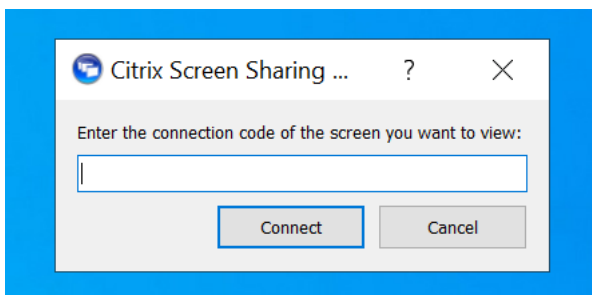 Citrix Screen Sharing ... ?
Enter the connection code of the screen you want to view:
Connect Cancel